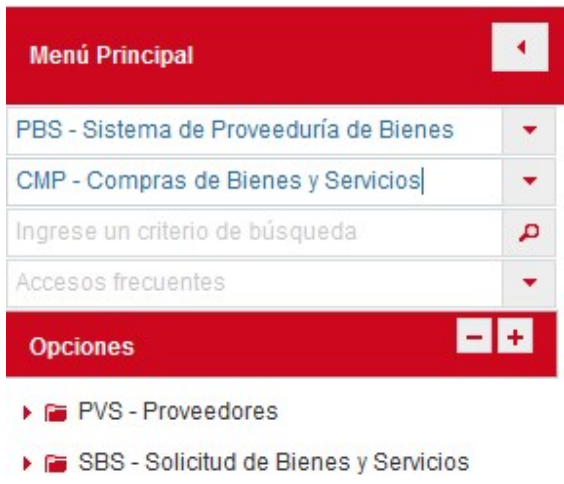 Menú Principal
PBS - Sistema de Proveeduría de Bienes
CMP - Compras de Bienes y Servicios
Ingrese un criterio de búsqueda
Accesos frecuentes
Opciones
PVS - Proveedores
SBS - Solicitud de Bienes y Servicios